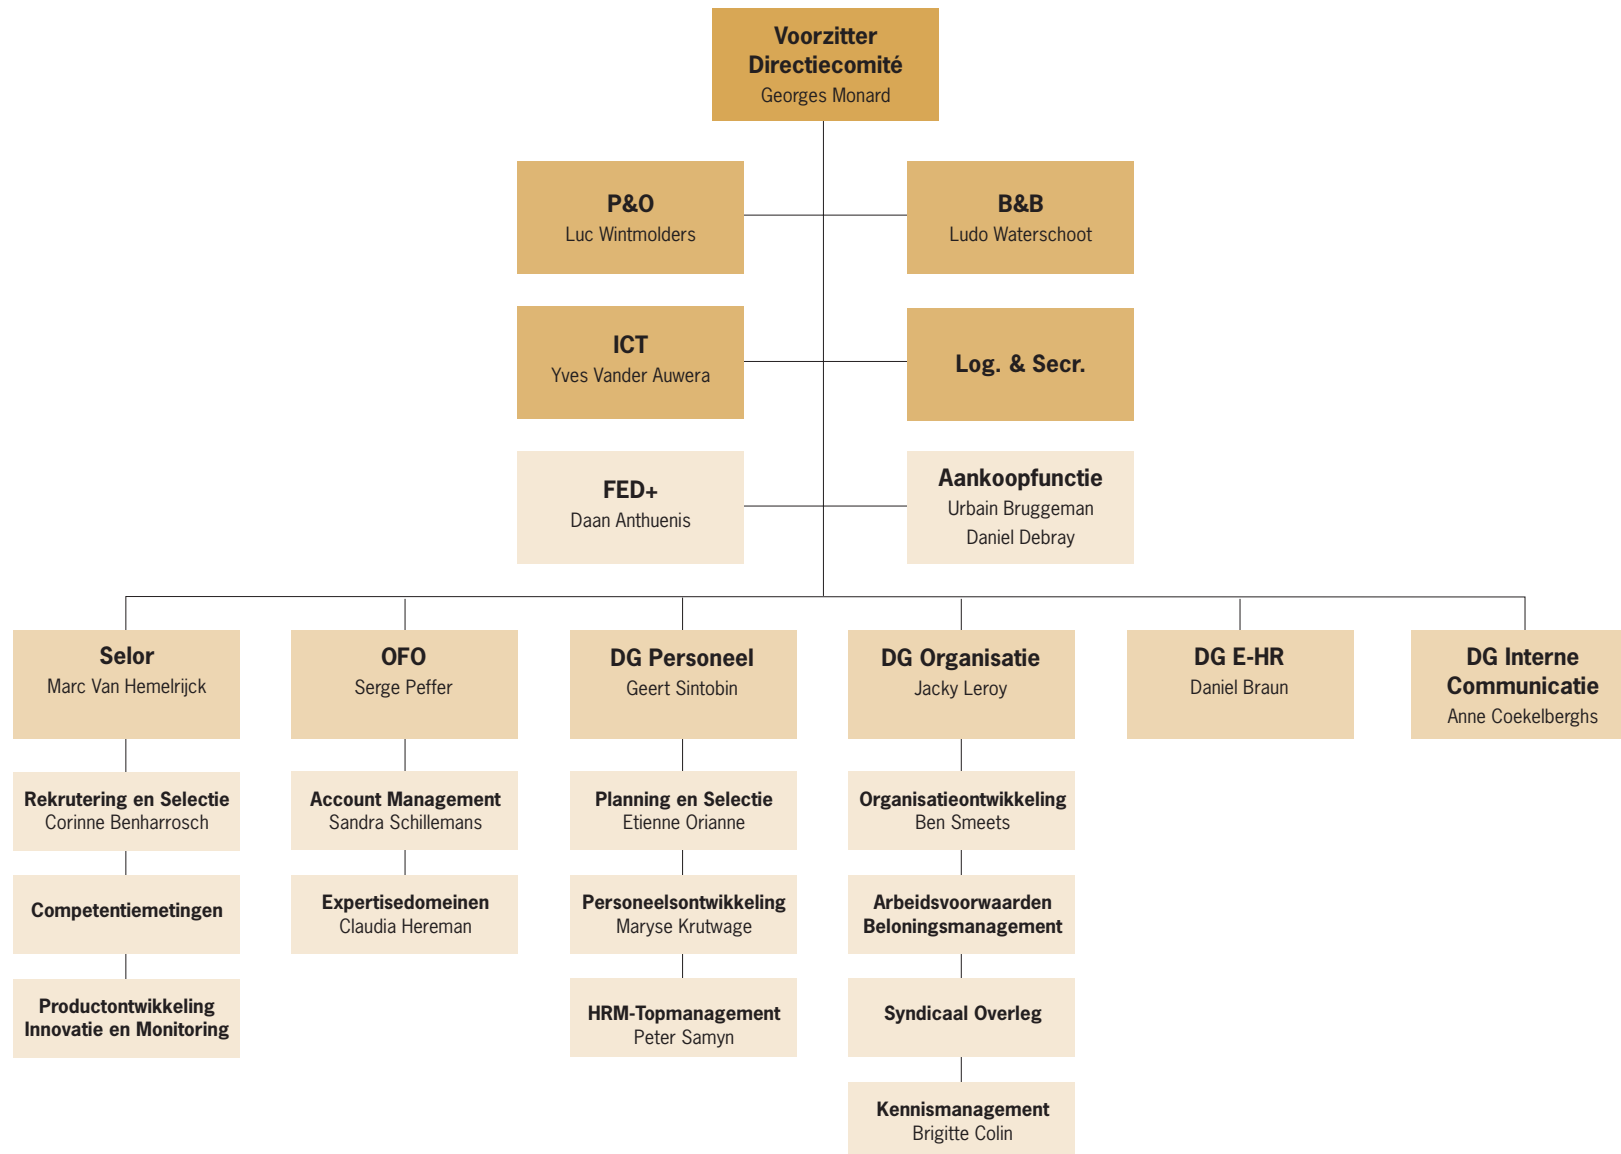 Voorzitter
Directiecomité
Georges Monard
P&O
Luc Wintmolders
B&B
Ludo Waterschoot
ICT
Yves Vander Auwera
Log. & Secr.
FED+
Daan Anthuenis
Aankoopfunctie
Urbain Bruggeman
Daniel Debray
Selor
Marc Van Hemelrijck
OFO
Serge Peffer
DG Personeel
Geert Sintobin
DG Organisatie
Jacky Leroy
DG E-HR
Daniel Braun
DG Interne
Communicatie
Anne Coekelberghs
Rekrutering en Selectie
Corinne Benharrosch
Account Management
Sandra Schillemans
Planning en Selectie
Etienne Orianne
Organisatieontwikkeling
Ben Smeets
Competentiemetingen
Expertisedomeinen
Claudia Hereman
Personeelsontwikkeling
Maryse Krutwage
Arbeidsvoorwaarden
Beloningsmanagement
Productontwikkeling
Innovatie en Monitoring
HRM-Topmanagement
Peter Samyn
Syndicaal Overleg
Kennismanagement
Brigitte Colin